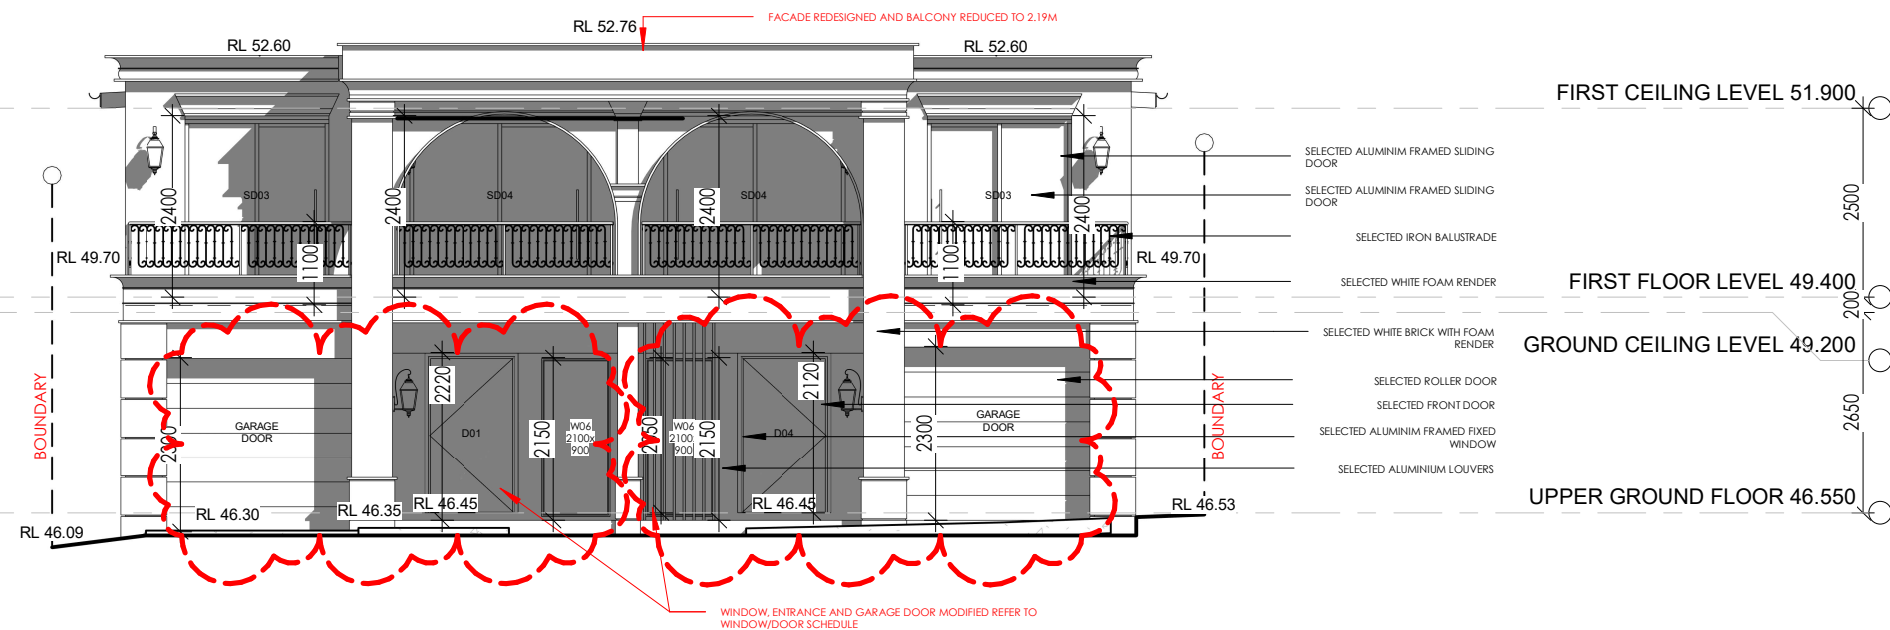 FACADE REDESIGNED AND BALCONY REDUCED TO 2.19M
RL 52.76
RL 52.60
RL 52.60
FIRST CEILING LEVEL 51.900
SELECTED ALUMINIM FRAMED SLIDING
DOOR
SELECTED ALUMINIM FRAMED SLIDING
DOOR
SD03
SD04
SD04
SD03
2400
2400
2400
2400
2500
SELECTED IRON BALUSTRADE
RL 49.70
RL 49.70
1100
1100
SELECTED WHITE FOAM RENDER
FIRST FLOOR LEVEL 49.400
200
SELECTED WHITE BRICK WITH FOAM
RENDER
GROUND CEILING LEVEL 49.200
BOUNDARY
BOUNDARY
2220
2120
SELECTED ROLLER DOOR
SELECTED FRONT DOOR
2650
GARAGE
DOOR
D01
W06
2100x
900
W06
2100
900
D04
GARAGE
DOOR
2300
2150
2150
2300
SELECTED ALUMINIM FRAMED FIXED
WINDOW
SELECTED ALUMINIUM LOUVERS
RL 46.09
RL 46.30
RL 46.35
RL 46.45
RL 46.45
RL 46.53
UPPER GROUND FLOOR 46.550
WINDOW, ENTRANCE AND GARAGE DOOR MODIFIED REFER TO
WINDOW/DOOR SCHEDULE